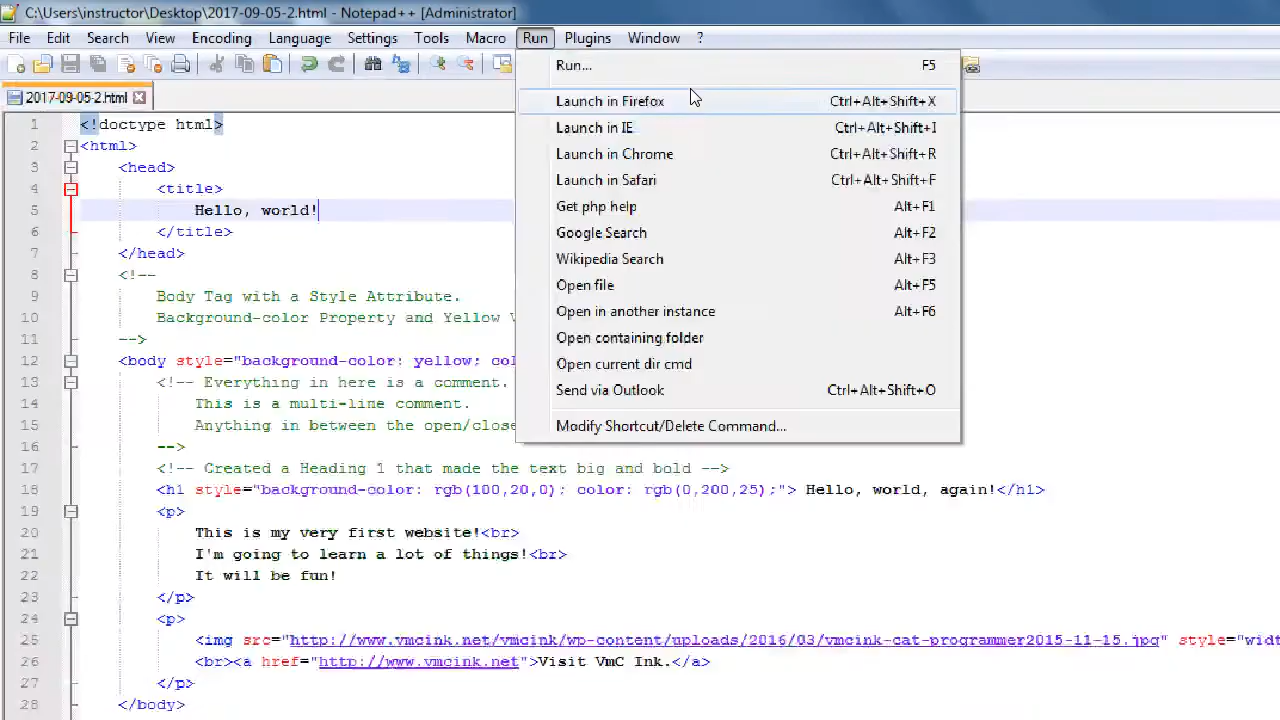 C:\Users\instructor\Desktop\2017-09-05-2.html - Notepad++ [Administrator]
File Edit Search View Encoding Language Settings Tools Macro Run Plugins Window ?
Run... F5
2017-09-05-2.html
Launch in Firefox Ctrl+Alt+Shift+X
Launch in IE Ctrl+Alt+Shift+I
Launch in Chrome Ctrl+Alt+Shift+R
Launch in Safari Ctrl+Alt+Shift+F
Get php help Alt+F1
Google Search Alt+F2
Wikipedia Search Alt+F3
Open file Alt+F5
Open in another instance Alt+F6
Open containing folder
Open current dir cmd
Send via Outlook Ctrl+Alt+Shift+O
Modify Shortcut/Delete Command...
1 <!doctype html>
2 <html>
3 <head>
4 <title>
5 Hello, world!
6 </title>
7 </head>
8 <!--
9 Body Tag with a Style Attribute.
10 Background-color Property and Yellow
11 -->
12 <body style="background-color: yellow;
13 <!-- Everything in here is a comment.
14 This is a multi-line comment.
15 Anything in between the open/close
16 -->
17 <!-- Created a Heading 1 that made the text big and bold -->
18 <h1 style="background-color: rgb(100,20,0); color: rgb(0,200,25);"> Hello, world, again!</h1>
19 <p>
20 This is my very first website!<br>
21 I'm going to learn a lot of things!<br>
22 It will be fun!
23 </p>
24 <p>
25 <img src="http://www.vmcink.net/vmcink/wp-content/uploads/2016/03/vmcink-cat-programmer2015-11-15.jpg" style="widt
26 <br><a href="http://www.vmcink.net">Visit VmC Ink.</a>
27 </p>
28 </body>